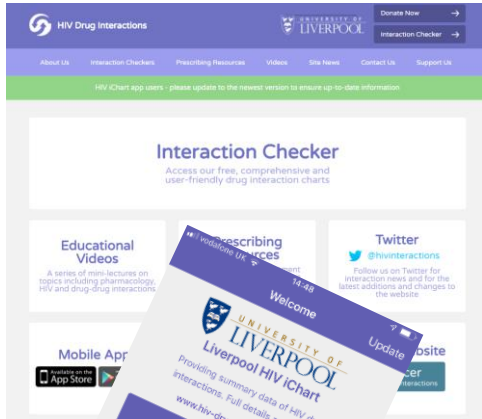 HIV Drug Interactions
UNIVERSITY OF
LIVERPOOL
Donate Now →
Interaction Checker →
About Us Interaction Checkers Prescribing Resources Videos Site News Contact Us Support Us
HIV iChart app users - please update to the newest version to ensure up-to-date information
Interaction Checker
Access our free, comprehensive and
user-friendly drug interaction charts
Educational
Videos
A series of mini-lectures on
topics including pharmacology,
HIV and drug-drug interactions
Prescribing
Twitter
@hivinteractions
Follow us on Twitter for
interaction news and for the
latest additions and changes to
the website
Mobile App
Available on the
App Store
vodafone UK
14:48
Welcome
Update
UNIVERSITY OF
LIVERPOOL
Liverpool HIV iChart
Providing summary data of HIV
interactions. Full details